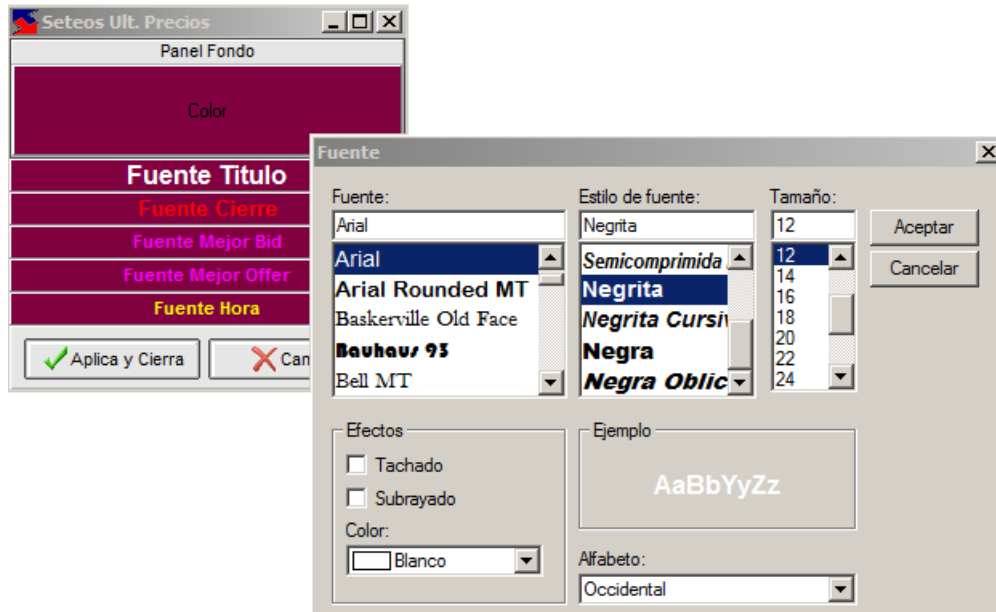 Seteos Ult. Precios
Panel Fondo
Color
Fuente Titulo
Fuente Cierre
Fuente Mejor Bid
Fuente Mejor Offer
Fuente Hora
Aplica y Cierra
Can
Fuente
Fuente:
Arial
Arial
Arial Rounded MT
Baskerville Old Face
Bauhaus 93
Bell MT
Estilo de fuente:
Negrita
Semicomprimida
Negrita
Negrita Cursiv
Negra
Negra Oblic
Tamaño:
12
12
14
16
18
20
22
24
Aceptar
Cancelar
Efectos
Tachado
Subrayado
Color:
Blanco
Ejemplo
AaBbYyZz
Alfabeto:
Occidental